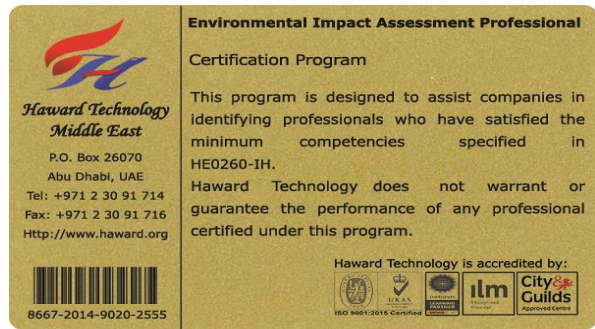 Environmental Impact Assessment Professional
Certification Program
This program is designed to assist companies in
identifying professionals who have satisfied the
minimum competencies specified in
HE0260-IH.
Haward Technology does not warrant or
guarantee the performance of any professional
certified under this program.
Haward Technology
Middle East
P.O. Box 26070
Abu Dhabi, UAE
Tel: +971 2 30 91 714
Fax: +971 2 30 91 716
Http://www.haward.org
8667-2014-9020-2555
Haward Technology is accredited by:
UKAS
ISO 9001:2015 Certified
LEARNING
PARTNER
ilm
Recognised
Provider
City&
Guilds
Approved Centre